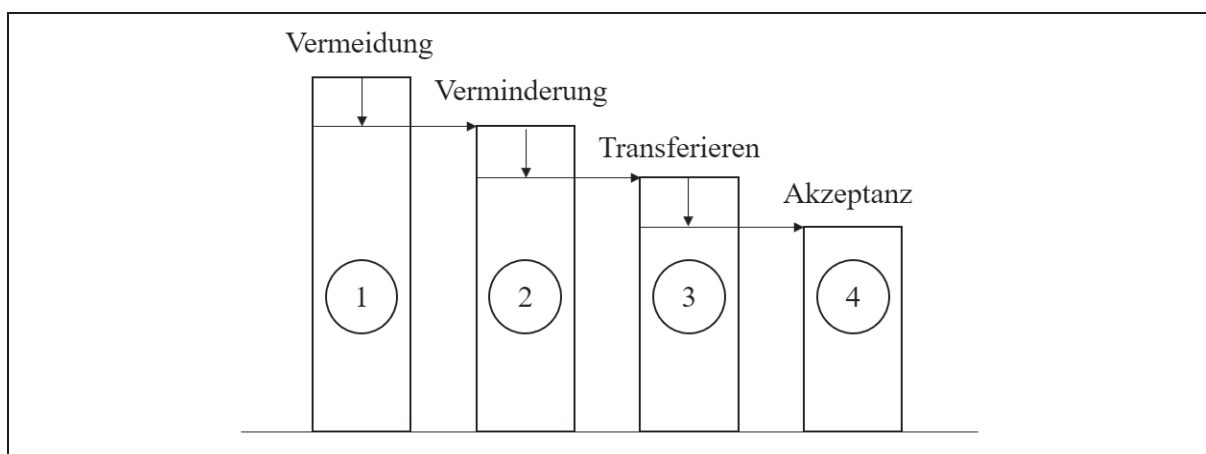 Vermeidung
Verminderung
Transferieren
Akzeptanz
1
2
3
4